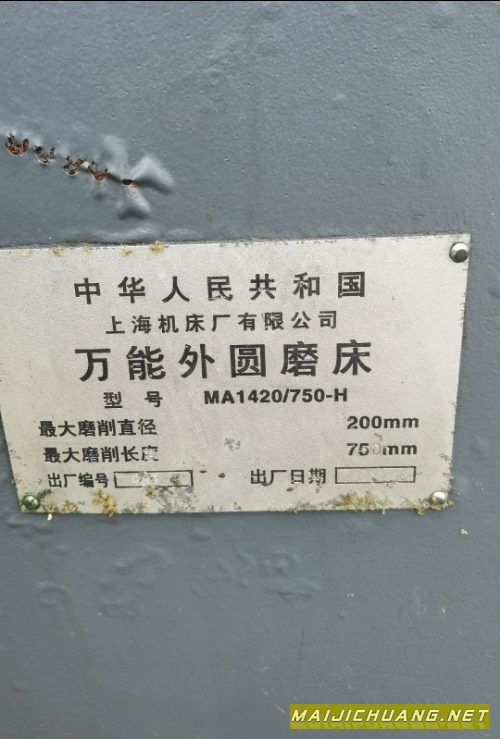 中华人民共和国
上海机床厂有限公司
万能外圆磨床
型号 MA1420/750-H
最大磨削直径 200mm
最大磨削长度 750mm
出厂编号 出厂日期
MAIJICHUANG.NET